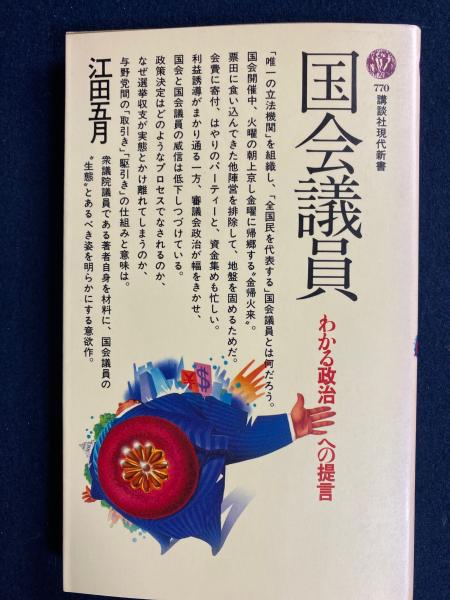 770
講談社現代新書
国会議員
わかる政治への提言
「唯一の立法機関」を組織し、「全国民を代表する」国会議員とは何だろう。
国会開催中、火曜の朝上京し金曜に帰郷する〝金帰火来〟。
票田に食い込んできた他陣営を排除して、地盤を固めるためだ。
会費に寄付、はやりのパーティーと、資金集めも忙しい。
利益誘導がまかり通る一方、審議会政治が幅をきかせ、
国会と国会議員の威信は低下しつづけている。
政策決定はどのようなプロセスでなされるのか、
なぜ選挙収支が実態とかけ離れてしまうのか、
与野党間の「取引き」「駆引き」の仕組みと意味は。
衆議院議員である著者自身を材料に、国会議員の
〝生態〟とあるべき姿を明らかにする意欲作。
江田五月